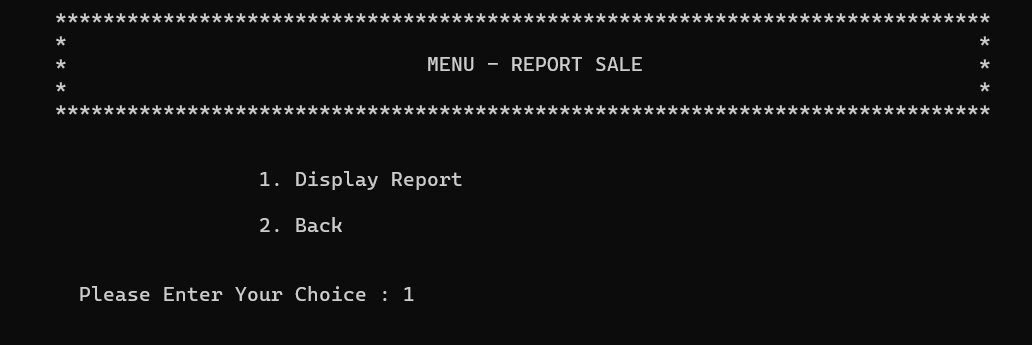 ******************************************************************************
*                                                                            *
*                              MENU - REPORT SALE                            *
*                                                                            *
******************************************************************************
1. Display Report
2. Back
Please Enter Your Choice : 1